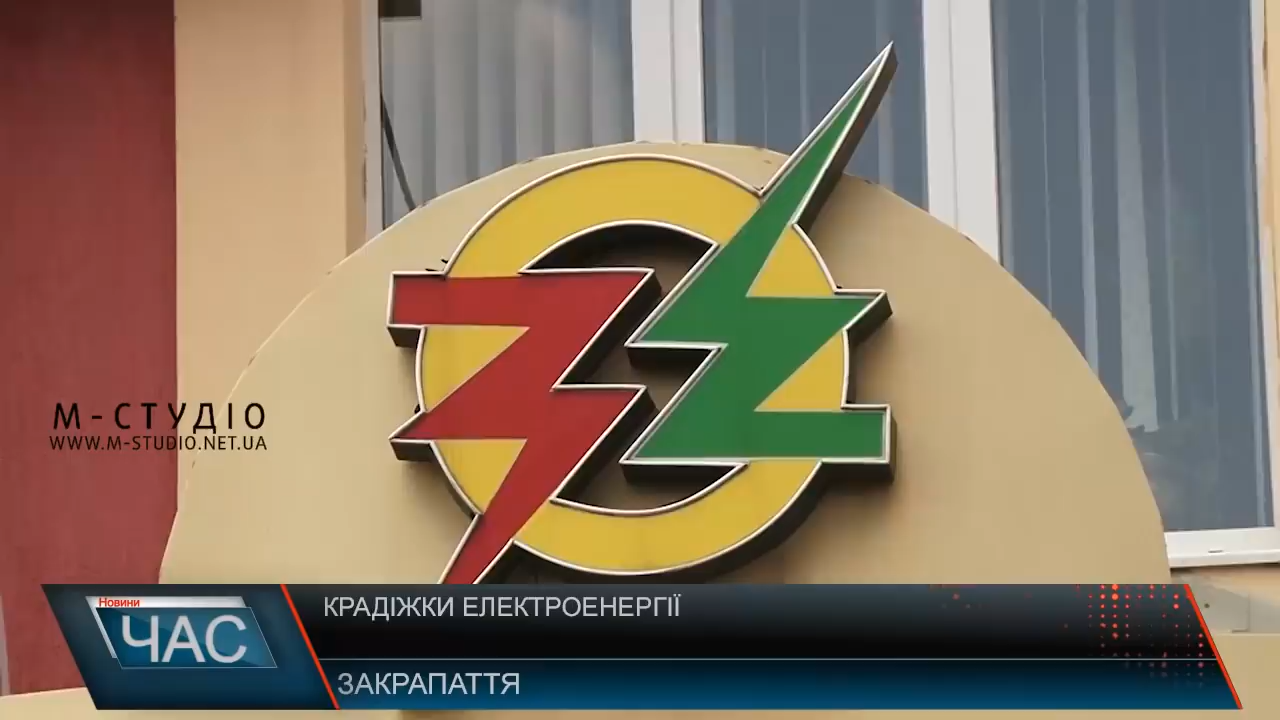 М-СТУДІО
WWW.M-STUDIO.NET.UA
Новини
ЧАС
КРАДІЖКИ ЕЛЕКТРОЕНЕРГІЇ
ЗАКРАПАТТЯ